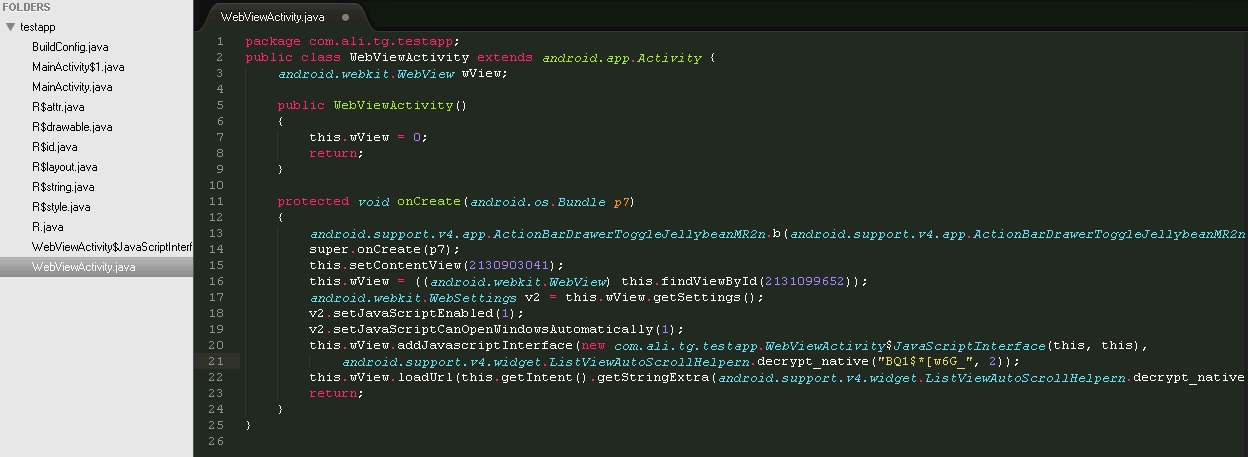 FOLDERS
testapp
BuildConfig.java
MainActivity$1.java
MainActivity.java
R$attr.java
R$drawable.java
R$id.java
R$layout.java
R$string.java
R$style.java
R.java
WebViewActivity$JavaScriptInterf
WebViewActivity.java
WebViewActivity.java
1 package com.ali.tg.testapp;
2 public class WebViewActivity extends android.app.Activity {
3 android.webkit.WebView wView;
4
5 public WebViewActivity()
6 {
7 this.wView = 0;
8 return;
9 }
10
11 protected void onCreate(android.os.Bundle p7)
12 {
13 android.support.v4.app.ActionBarDrawerToggleJellybeanMR2n.b(android.support.v4.app.ActionBarDrawerToggleJellybeanMR2n
14 super.onCreate(p7);
15 this.setContentView(2130903041);
16 this.wView = ((android.webkit.WebView) this.findViewById(2131099652));
17 android.webkit.WebSettings v2 = this.wView.getSettings();
18 v2.setJavaScriptEnabled(1);
19 v2.setJavaScriptCanOpenWindowsAutomatically(1);
20 this.wView.addJavascriptInterface(new com.ali.tg.testapp.WebViewActivity$JavaScriptInterface(this, this),
21 android.support.v4.widget.ListViewAutoScrollHelpern.decrypt_native("BQ1$*[w6G_", 2));
22 this.wView.loadUrl(this.getIntent().getStringExtra(android.support.v4.widget.ListViewAutoScrollHelpern.decrypt_native
23 return;
24 }
25 }
26